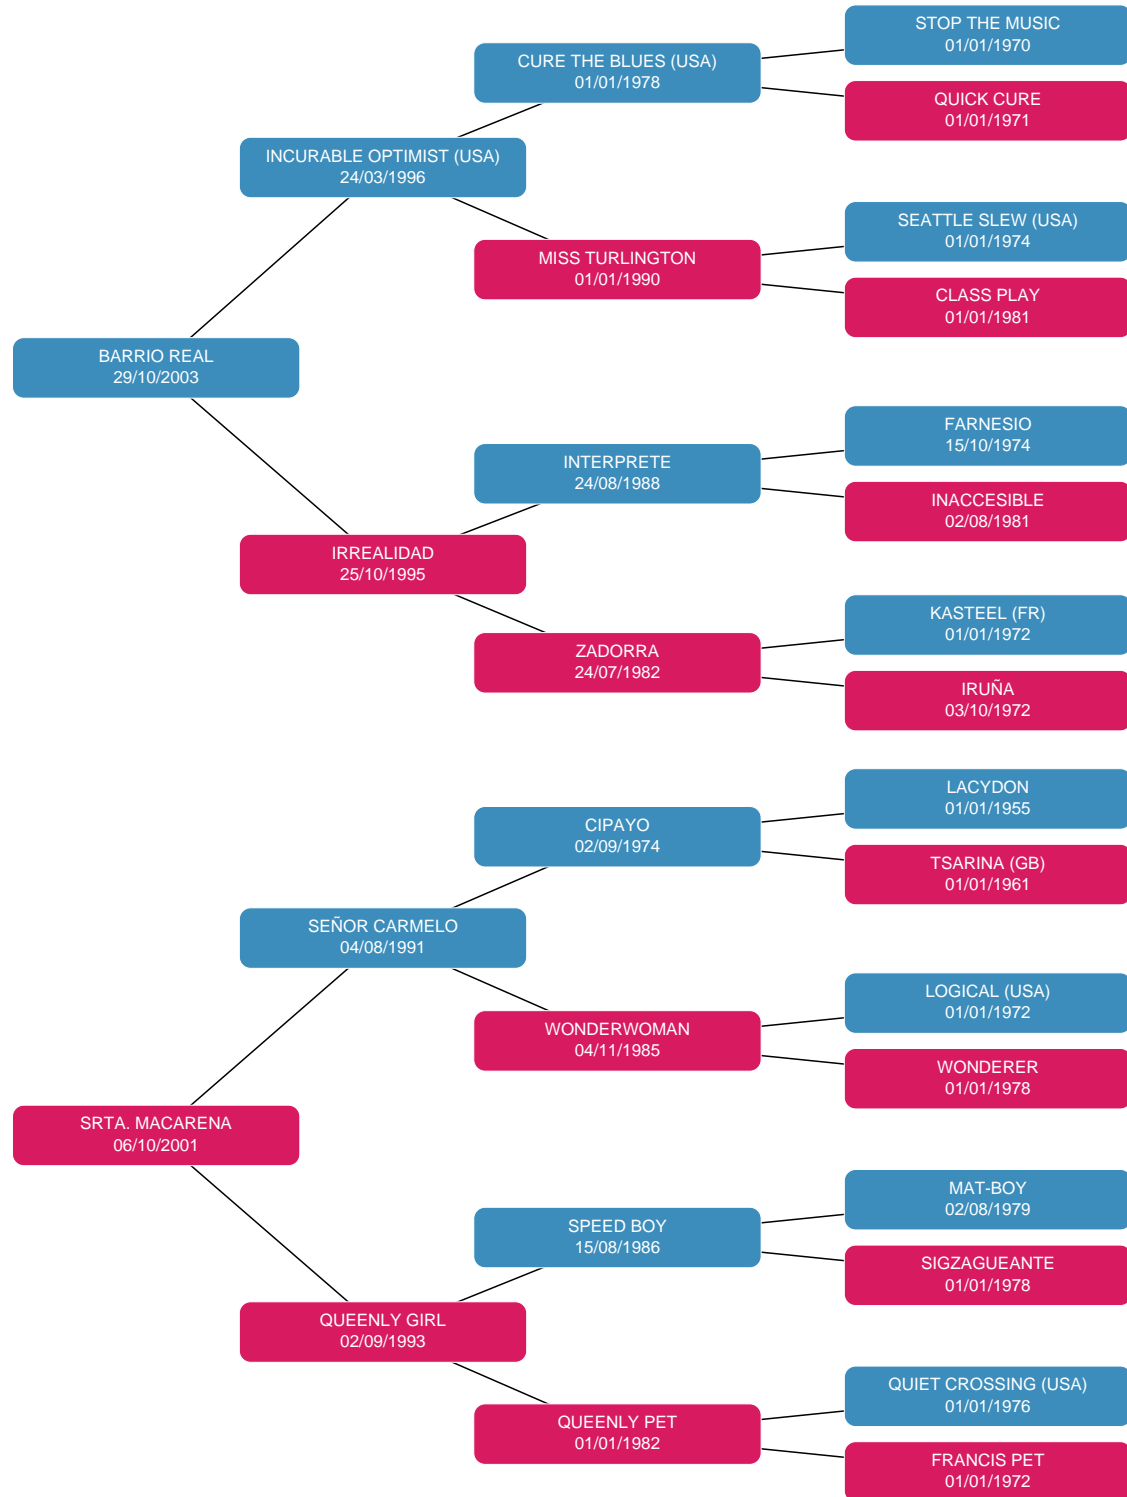 STOP THE MUSIC
01/01/1970
CURE THE BLUES (USA)
01/01/1978
QUICK CURE
01/01/1971
INCURABLE OPTIMIST (USA)
24/03/1996
SEATTLE SLEW (USA)
01/01/1974
MISS TURLINGTON
01/01/1990
CLASS PLAY
01/01/1981
BARRIO REAL
29/10/2003
FARNESIO
15/10/1974
INTERPRETE
24/08/1988
INACCESIBLE
02/08/1981
IRREALIDAD
25/10/1995
KASTEEL (FR)
01/01/1972
ZADORRA
24/07/1982
IRUÑA
03/10/1972
LACYDON
01/01/1955
CIPAYO
02/09/1974
TSARINA (GB)
01/01/1961
SEÑOR CARMELO
04/08/1991
LOGICAL (USA)
01/01/1972
WONDERWOMAN
04/11/1985
WONDERER
01/01/1978
SRTA. MACARENA
06/10/2001
MAT-BOY
02/08/1979
SPEED BOY
15/08/1986
SIGZAGUEANTE
01/01/1978
QUEENLY GIRL
02/09/1993
QUIET CROSSING (USA)
01/01/1976
QUEENLY PET
01/01/1982
FRANCIS PET
01/01/1972